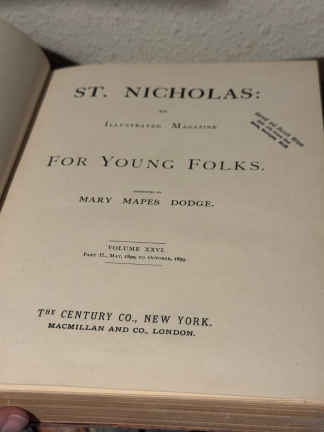 ST. NICHOLAS:
AN
ILLUSTRATED MAGAZINE
FOR YOUNG FOLKS.
CONDUCTED BY
MARY MAPES DODGE.
VOLUME XXVI.
PART II., MAY, 1899, TO OCTOBER, 1899.
THE CENTURY CO., NEW YORK.
MACMILLAN AND CO., LONDON.